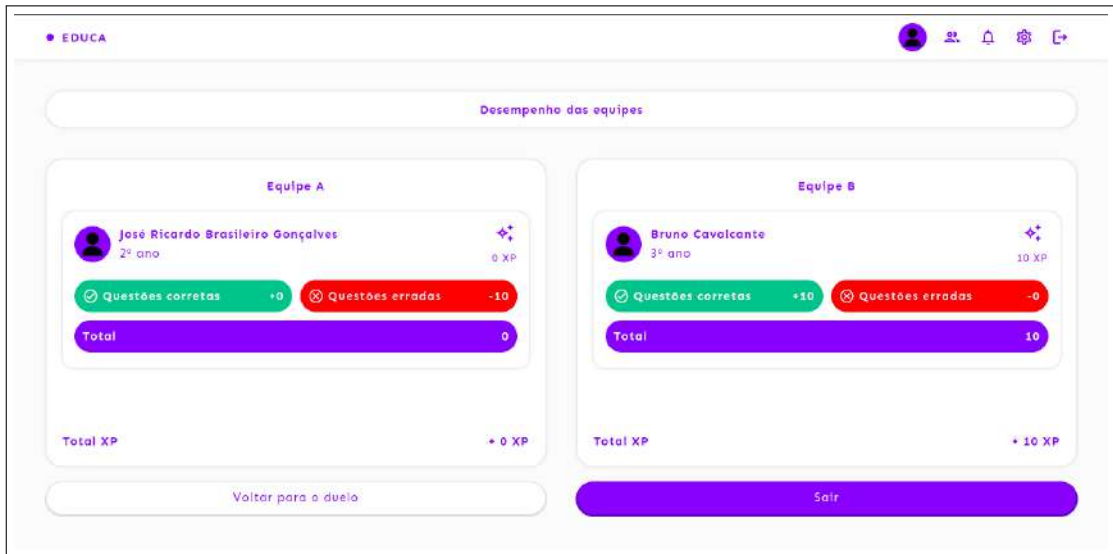 EDUCA
Desempenho das equipes
Equipe A
José Ricardo Brasileiro Gonçalves
2º ano
0 XP
Questões corretas +0
Questões erradas -10
Total 0
Total XP + 0 XP
Equipe B
Bruno Cavalcante
3º ano
10 XP
Questões corretas +10
Questões erradas -0
Total 10
Total XP + 10 XP
Voltar para o duelo
Sair